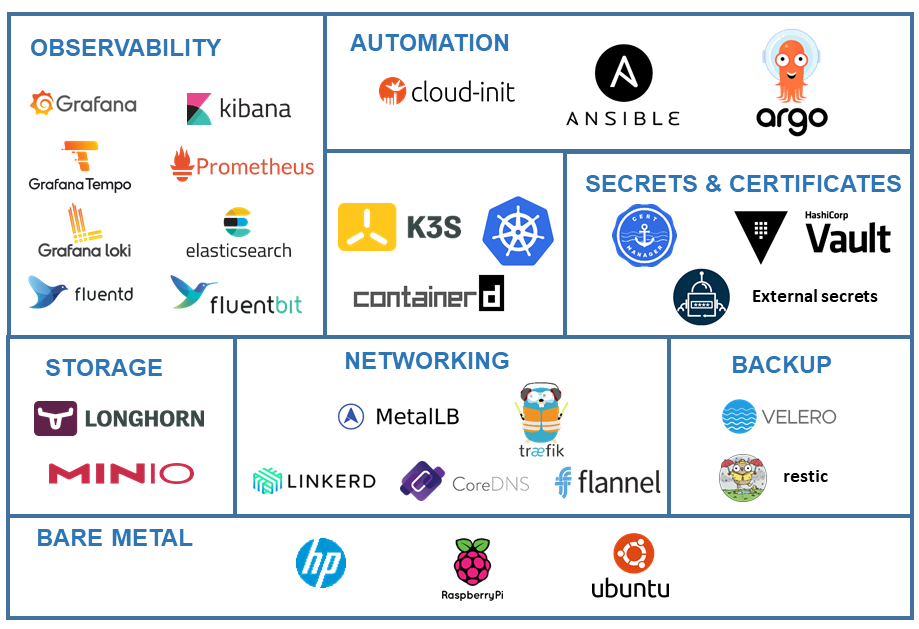 OBSERVABILITY
Grafana
kibana
Grafana Tempo
Prometheus
Grafana loki
elasticsearch
fluentd
fluentbit
AUTOMATION
cloud-init
ANSIBLE
argo
K3S
containerd
SECRETS & CERTIFICATES
CERT
MANAGER
HashiCorp
Vault
External secrets
STORAGE
LONGHORN
MINIO
NETWORKING
MetalLB
træfik
LINKERD
CoreDNS
flannel
BACKUP
VELERO
restic
BARE METAL
hp
RaspberryPi
ubuntu